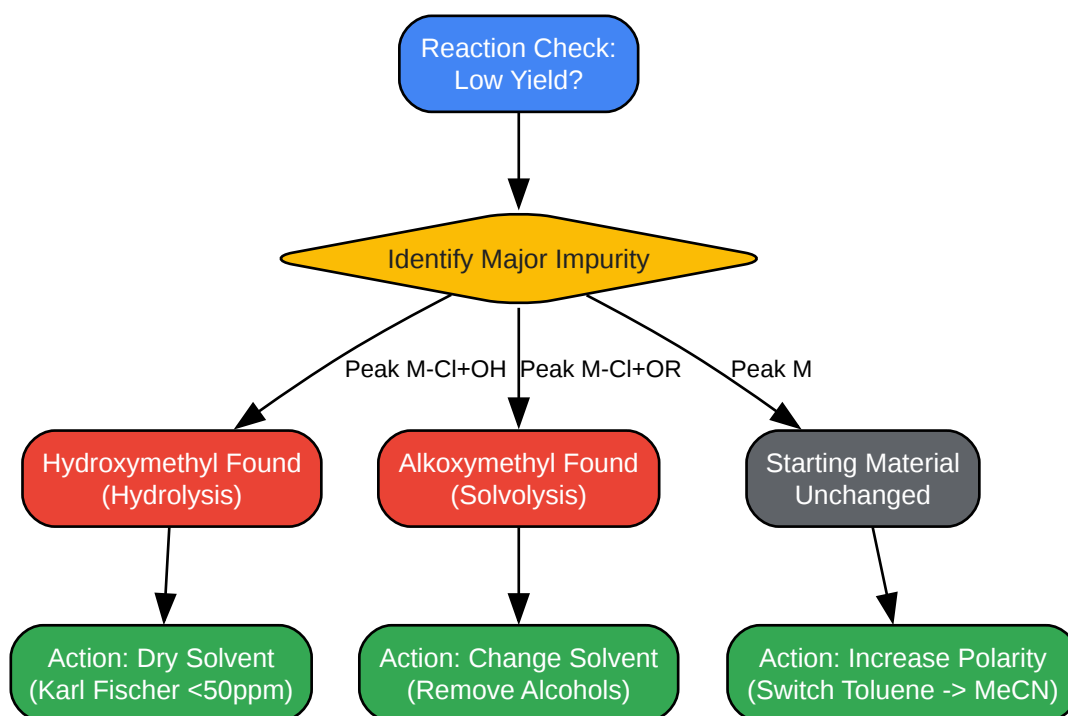 Reaction Check:
Low Yield?
Identify Major Impurity
Peak M-Cl+OH
Peak M-Cl+OR
Peak M
Hydroxymethyl Found
(Hydrolysis)
Alkoxymethyl Found
(Solvolysis)
Starting Material
Unchanged
Action: Dry Solvent
(Karl Fischer <50ppm)
Action: Change Solvent
(Remove Alcohols)
Action: Increase Polarity
(Switch Toluene -> MeCN)